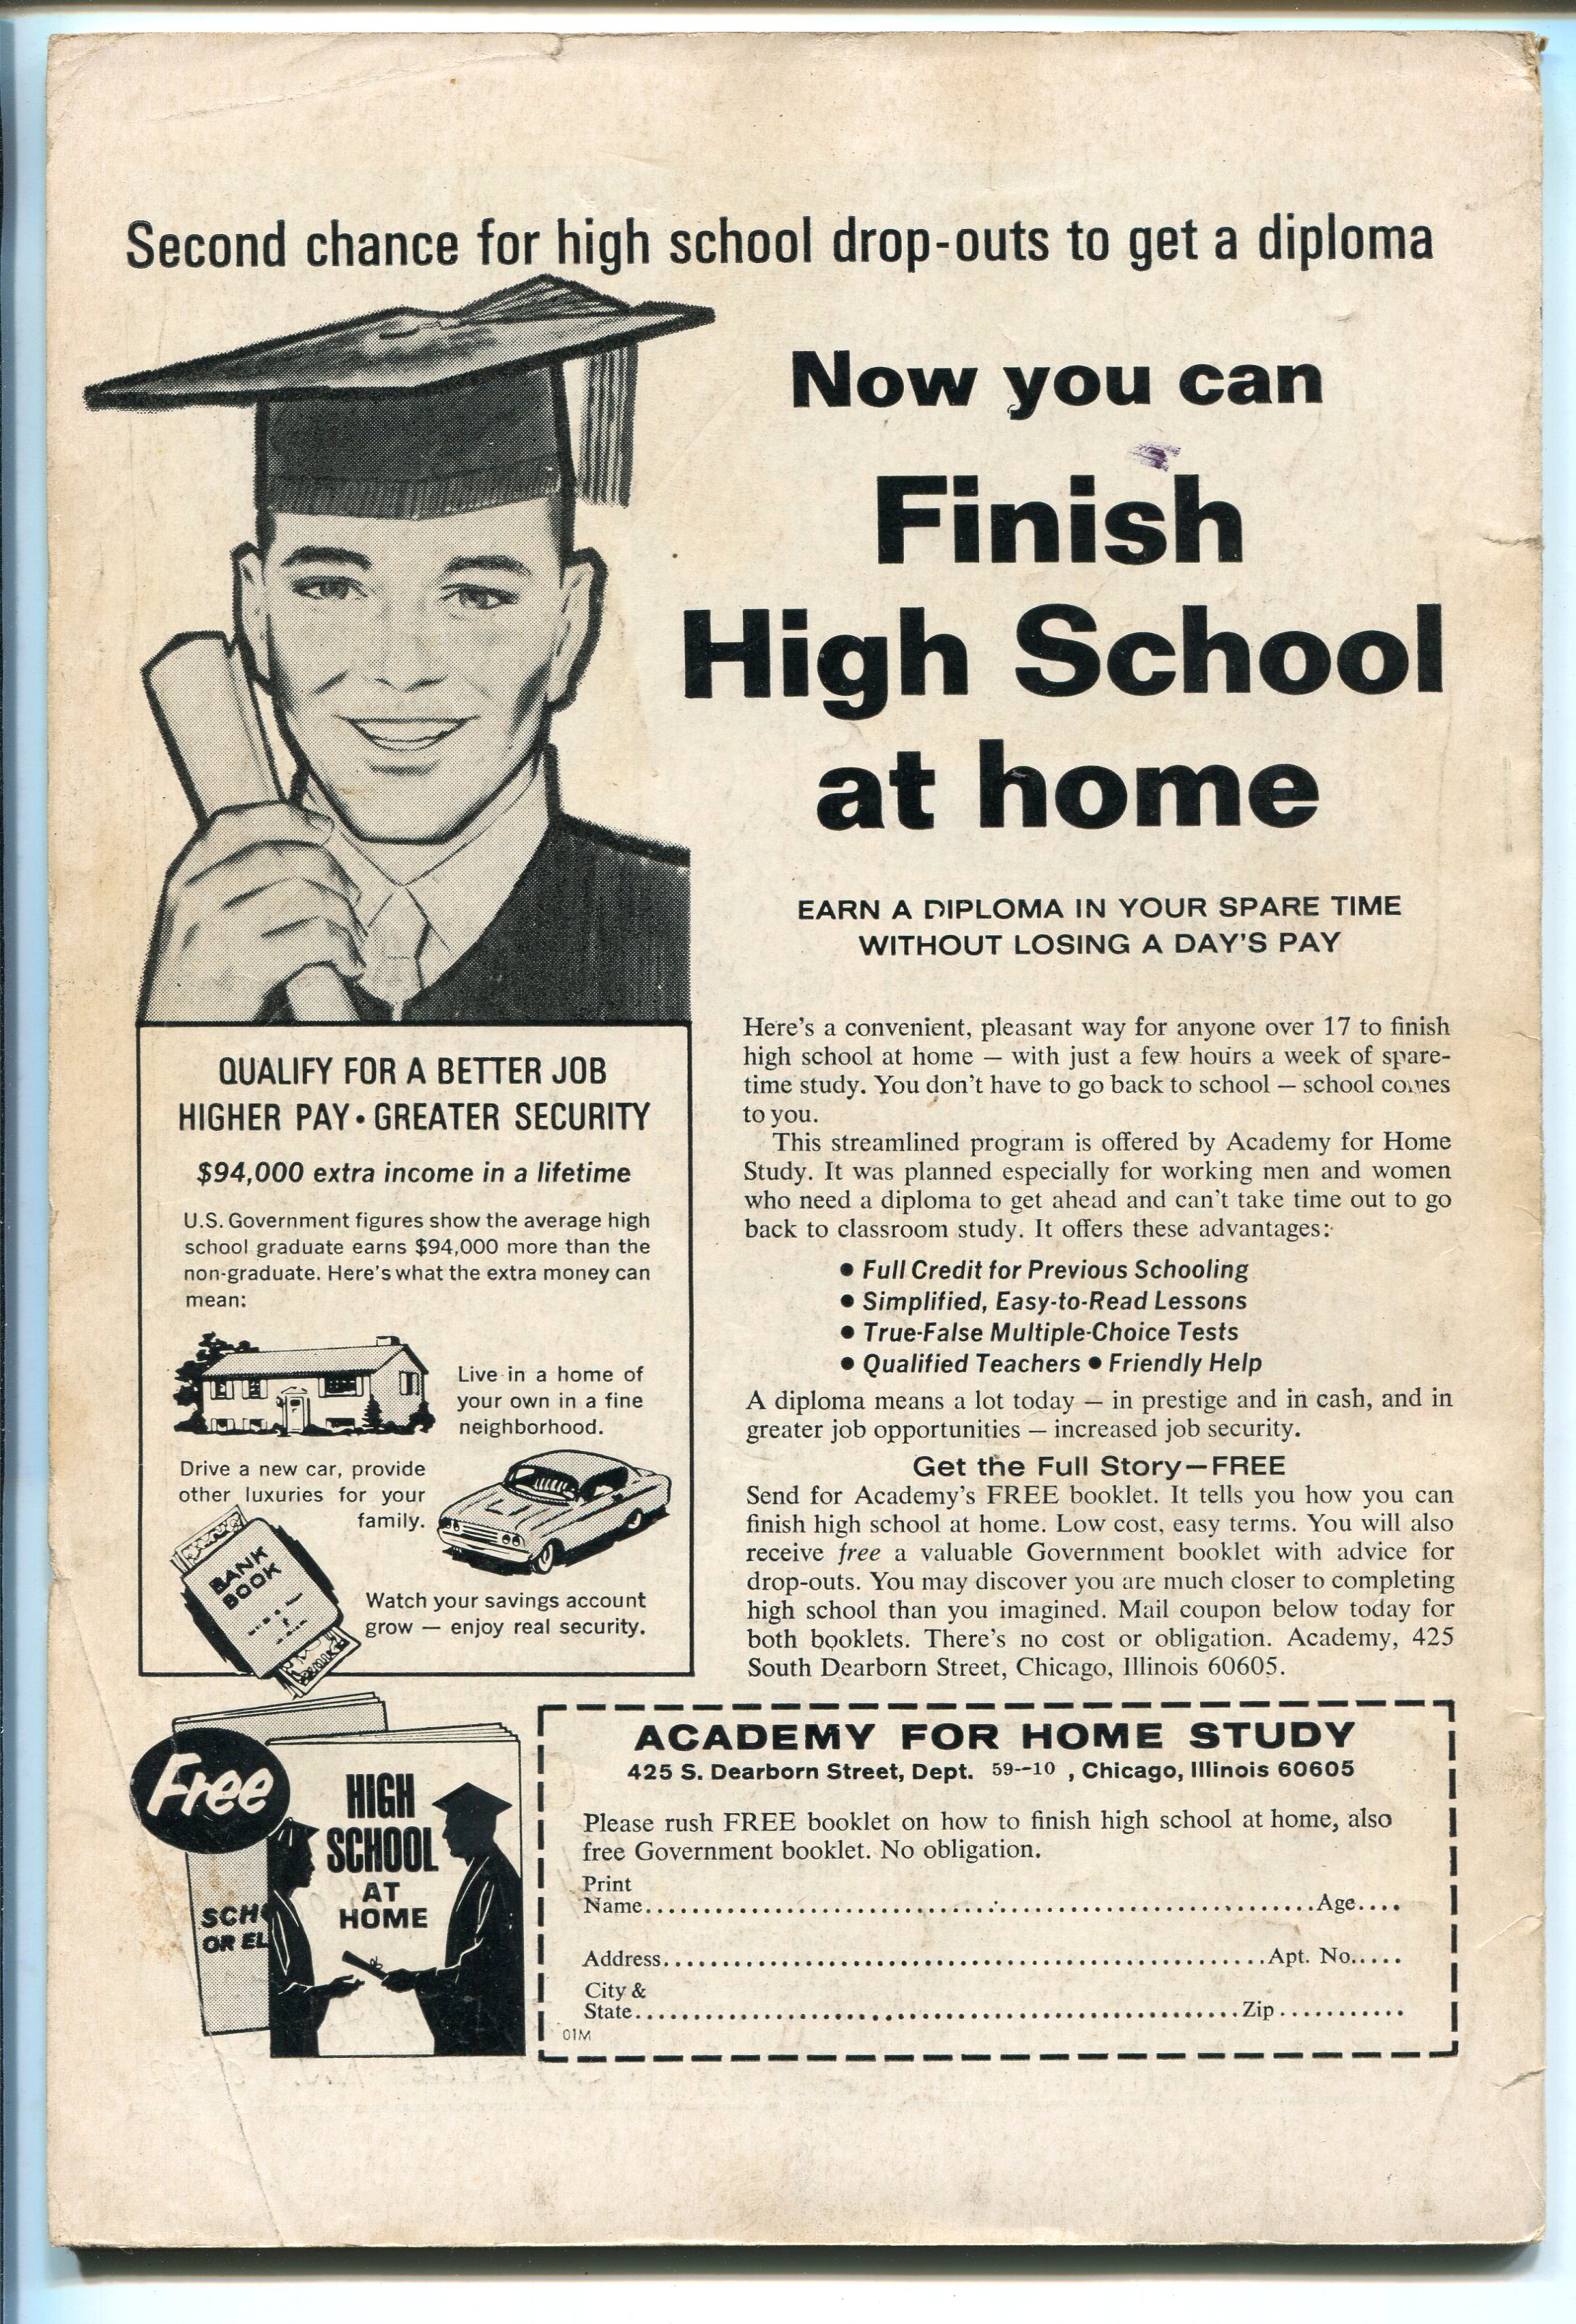 Second chance for high school drop-outs to get a diploma
Now you can
Finish
High School
at home
EARN A DIPLOMA IN YOUR SPARE TIME
WITHOUT LOSING A DAY'S PAY
Here's a convenient, pleasant way for anyone over 17 to finish
high school at home — with just a few hours a week of spare-
time study. You don't have to go back to school — school comes
to you.
This streamlined program is offered by Academy for Home
Study. It was planned especially for working men and women
who need a diploma to get ahead and can't take time out to go
back to classroom study. It offers these advantages:
• Full Credit for Previous Schooling
• Simplified, Easy-to-Read Lessons
• True-False Multiple-Choice Tests
• Qualified Teachers • Friendly Help
A diploma means a lot today — in prestige and in cash, and in
greater job opportunities — increased job security.
Get the Full Story—FREE
Send for Academy's FREE booklet. It tells you how you can
finish high school at home. Low cost, easy terms. You will also
receive free a valuable Government booklet with advice for
drop-outs. You may discover you are much closer to completing
high school than you imagined. Mail coupon below today for
both booklets. There's no cost or obligation. Academy, 425
South Dearborn Street, Chicago, Illinois 60605.
QUALIFY FOR A BETTER JOB
HIGHER PAY • GREATER SECURITY
$94,000 extra income in a lifetime
U.S. Government figures show the average high
school graduate earns $94,000 more than the
non-graduate. Here's what the extra money can
mean:
Live in a home of
your own in a fine
neighborhood.
Drive a new car, provide
other luxuries for your
family.
BANK
BOOK
Watch your savings account
grow — enjoy real security.
Free
HIGH
SCHOOL
AT
HOME
SCH
OR EL
ACADEMY FOR HOME STUDY
425 S. Dearborn Street, Dept. 59--10 , Chicago, Illinois 60605
Please rush FREE booklet on how to finish high school at home, also
free Government booklet. No obligation.
Print
Name..........Age....
Address..........Apt. No.....
City &
State..........Zip...........
01M